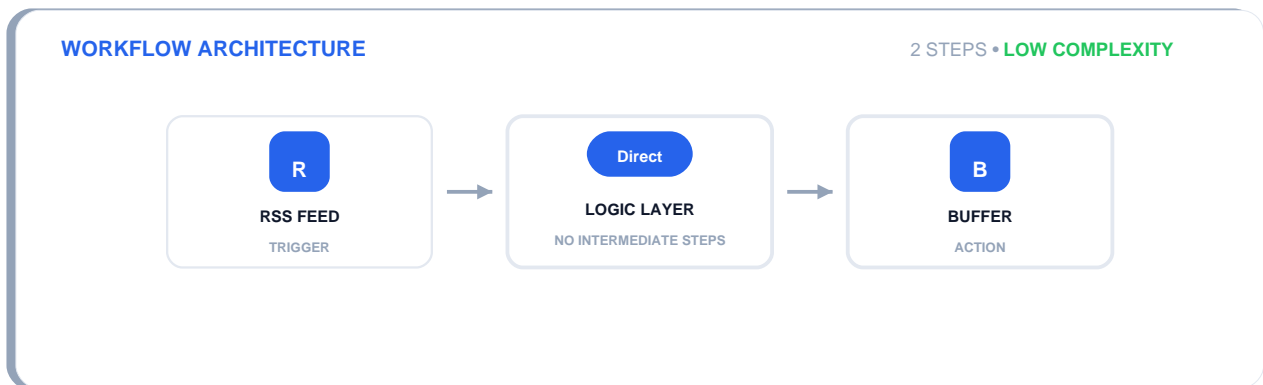 WORKFLOW ARCHITECTURE
2 STEPS • LOW COMPLEXITY
R
RSS FEED
TRIGGER
Direct
LOGIC LAYER
NO INTERMEDIATE STEPS
B
BUFFER
ACTION